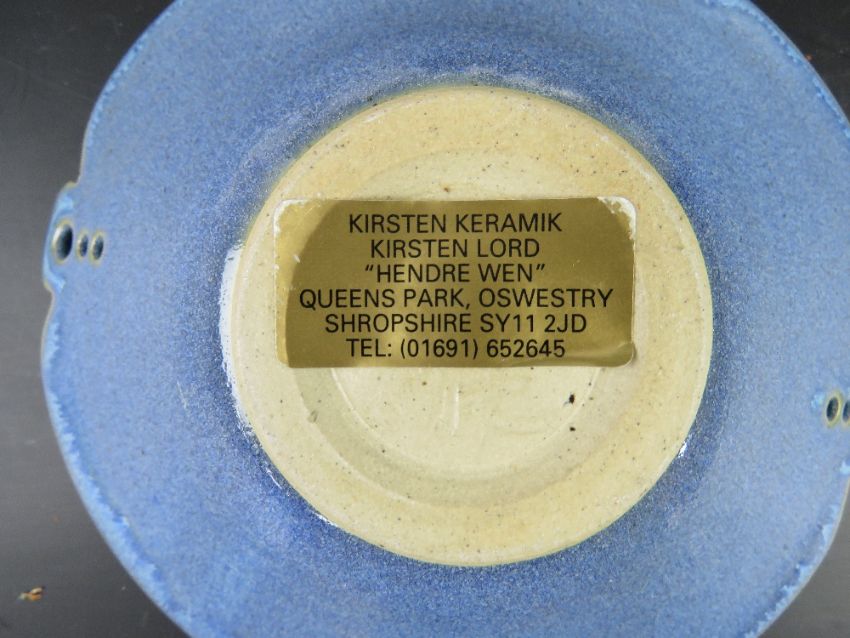 KIRSTEN KERAMIK
KIRSTEN LORD
“HENDRE WEN”
QUEENS PARK, OSWESTRY
SHROPSHIRE SY11 2JD
TEL: (01691) 652645